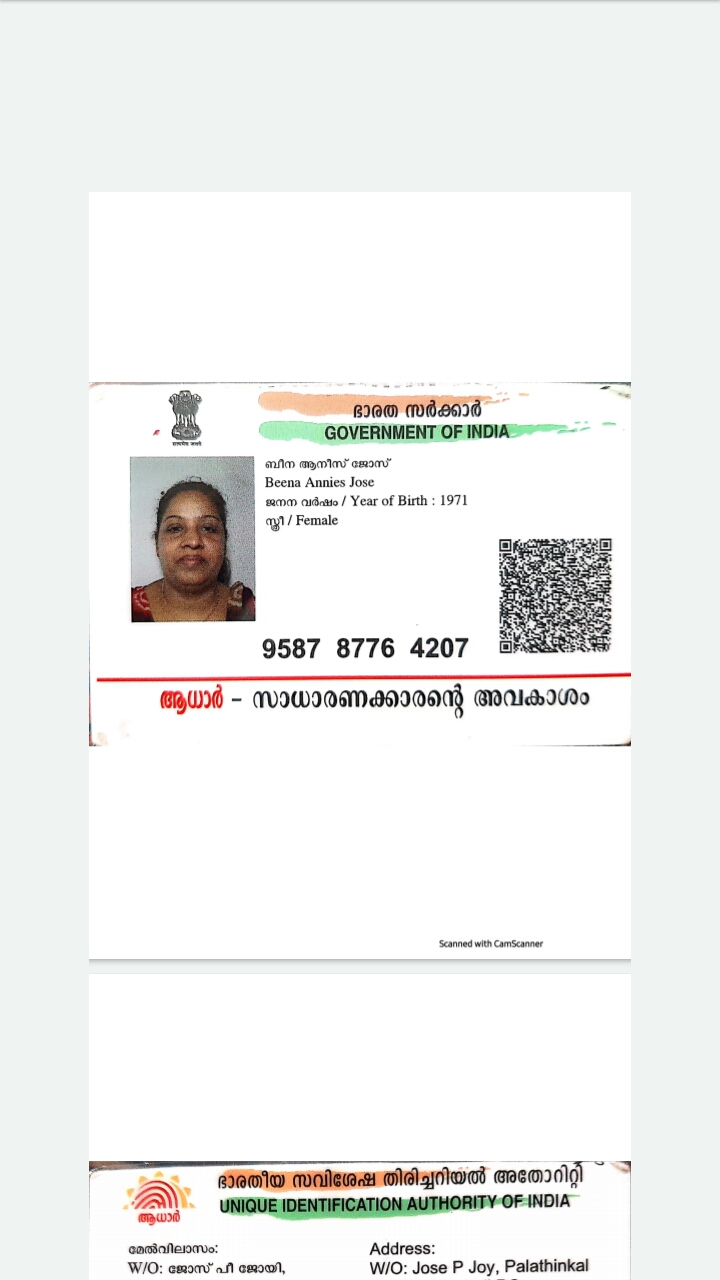 ഭാരത സർക്കാർ
GOVERNMENT OF INDIA
ബീന ആനീസ് ജോസ്
Beena Annies Jose
ജനന വർഷം / Year of Birth : 1971
സ്ത്രീ / Female
9587 8776 4207
ആധാർ – സാധാരണക്കാരന്റെ അവകാശം
Scanned with CamScanner
ഭാരതീയ സവിശേഷ തിരിച്ചറിയൽ അതോറിറ്റി
UNIQUE IDENTIFICATION AUTHORITY OF INDIA
ആധാർ
മേൽവിലാസം:
W/O: ജോസ് പീ ജോയി,
Address:
W/O: Jose P Joy, Palathinkal